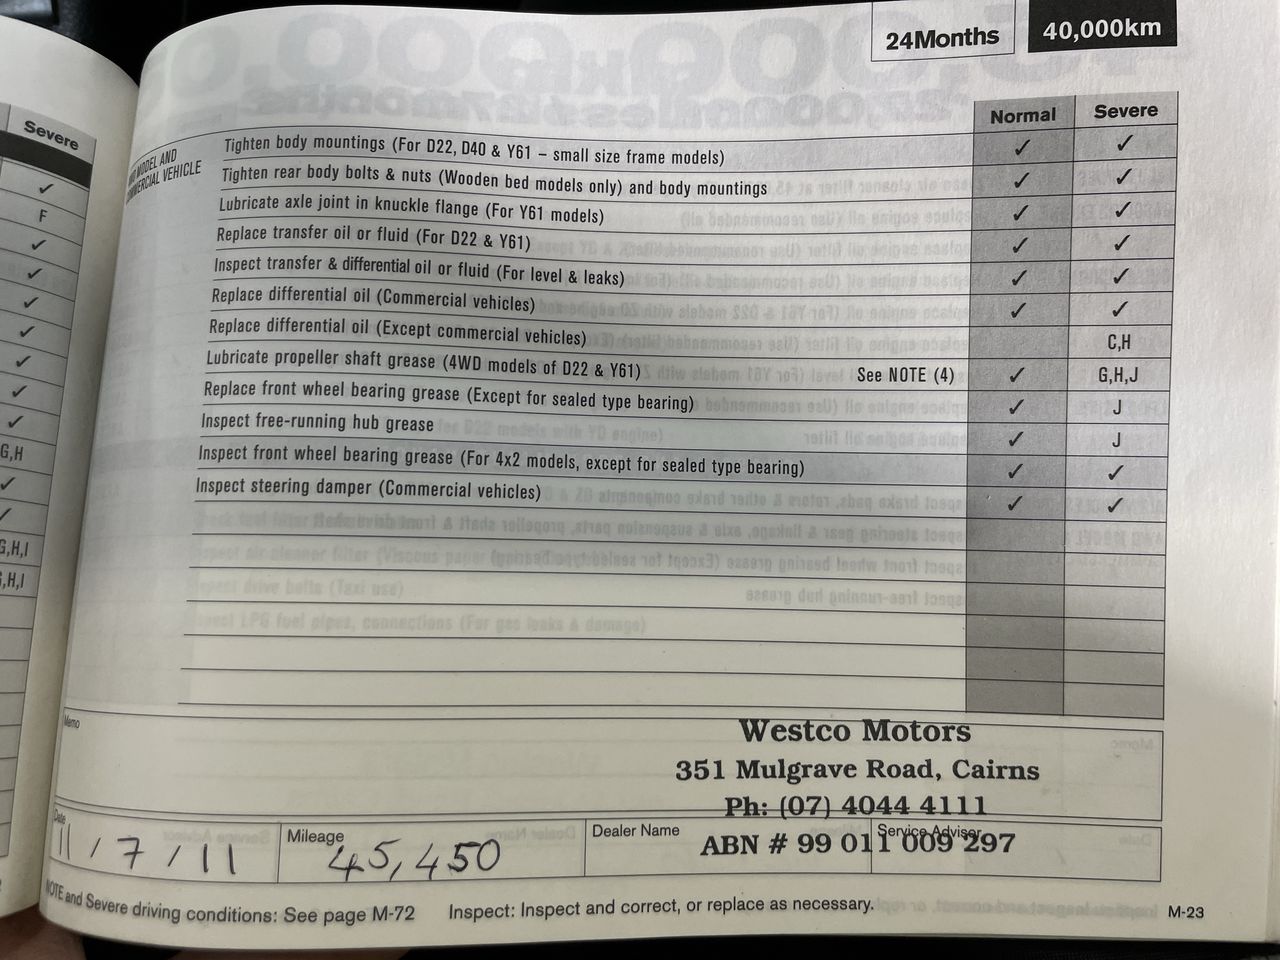 24Months 40,000km
Severe
F
G,H
G,H,I
G,H,I
Normal Severe
MODEL AND
COMMERCIAL VEHICLE
Tighten body mountings (For D22, D40 & Y61 – small size frame models) ✓ ✓
Tighten rear body bolts & nuts (Wooden bed models only) and body mountings ✓ ✓
Lubricate axle joint in knuckle flange (For Y61 models) ✓ ✓
Replace transfer oil or fluid (For D22 & Y61) ✓ ✓
Inspect transfer & differential oil or fluid (For level & leaks) ✓ ✓
Replace differential oil (Commercial vehicles) ✓ ✓
Replace differential oil (Except commercial vehicles) C,H
Lubricate propeller shaft grease (4WD models of D22 & Y61) See NOTE (4) ✓ G,H,J
Replace front wheel bearing grease (Except for sealed type bearing) ✓ J
Inspect free-running hub grease ✓ J
Inspect front wheel bearing grease (For 4x2 models, except for sealed type bearing) ✓ ✓
Inspect steering damper (Commercial vehicles) ✓ ✓
Memo
Westco Motors
351 Mulgrave Road, Cairns
Ph: (07) 4044 4111
ABN # 99 011 009 297
Date 11/7/11 Mileage 45,450 Dealer Name Service Advisor
NOTE and Severe driving conditions: See page M-72 Inspect: Inspect and correct, or replace as necessary. M-23